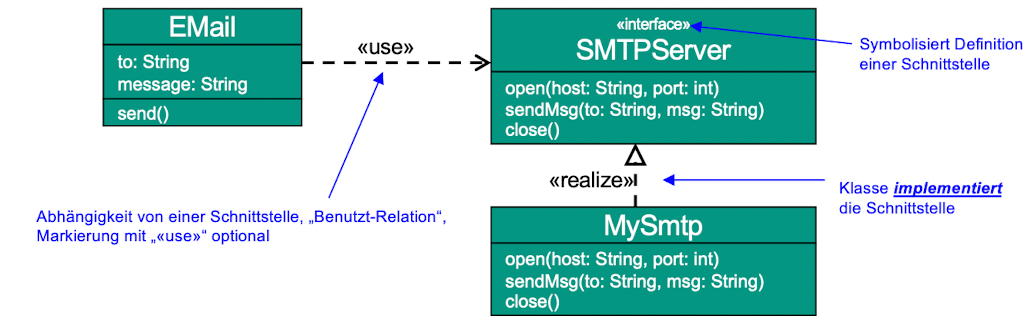 EMail
to: String
message: String
send()
«use»
«interface»
SMTPServer
open(host: String, port: int)
sendMsg(to: String, msg: String)
close()
Symbolisiert Definition
einer Schnittstelle
Abhängigkeit von einer Schnittstelle, „Benutzt-Relation“,
Markierung mit „«use»“ optional
«realize»
Klasse implementiert
die Schnittstelle
MySmtp
open(host: String, port: int)
sendMsg(to: String, msg: String)
close()